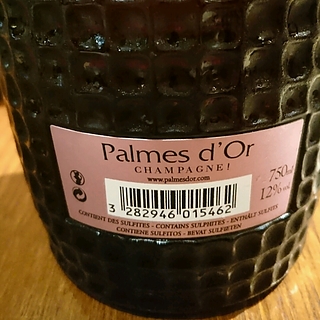 Palmes d'Or
CHAMPAGNE!
www.palmesdor.com
750ml
12%vol
3 282946 015462
CONTIENT DES SULFITES - CONTAINS SULPHITES - ENTHÄLT SULFITE
CONTIENE SULFITOS - BEVAT SULFIETEN